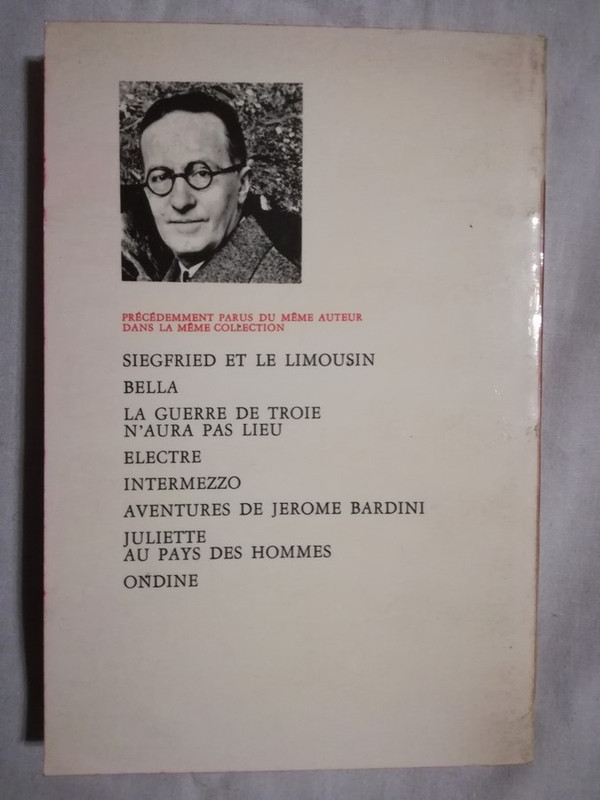 PRÉCÉDEMMENT PARUS DU MÊME AUTEUR
DANS LA MÊME COLLECTION
SIEGFRIED ET LE LIMOUSIN
BELLA
LA GUERRE DE TROIE
N'AURA PAS LIEU
ELECTRE
INTERMEZZO
AVENTURES DE JEROME BARDINI
JULIETTE
AU PAYS DES HOMMES
ONDINE